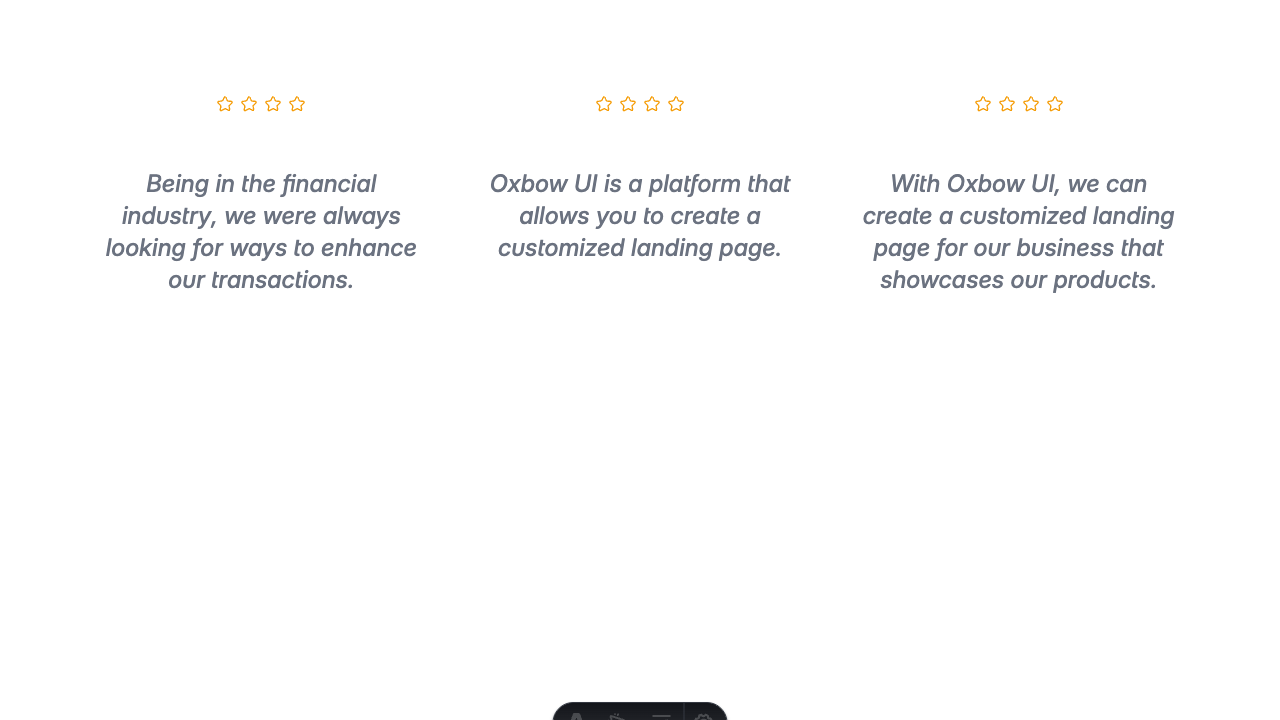 Being in the financial
industry, we were always
looking for ways to enhance
our transactions.
Oxbow UI is a platform that
allows you to create a
customized landing page.
With Oxbow UI, we can
create a customized landing
page for our business that
showcases our products.